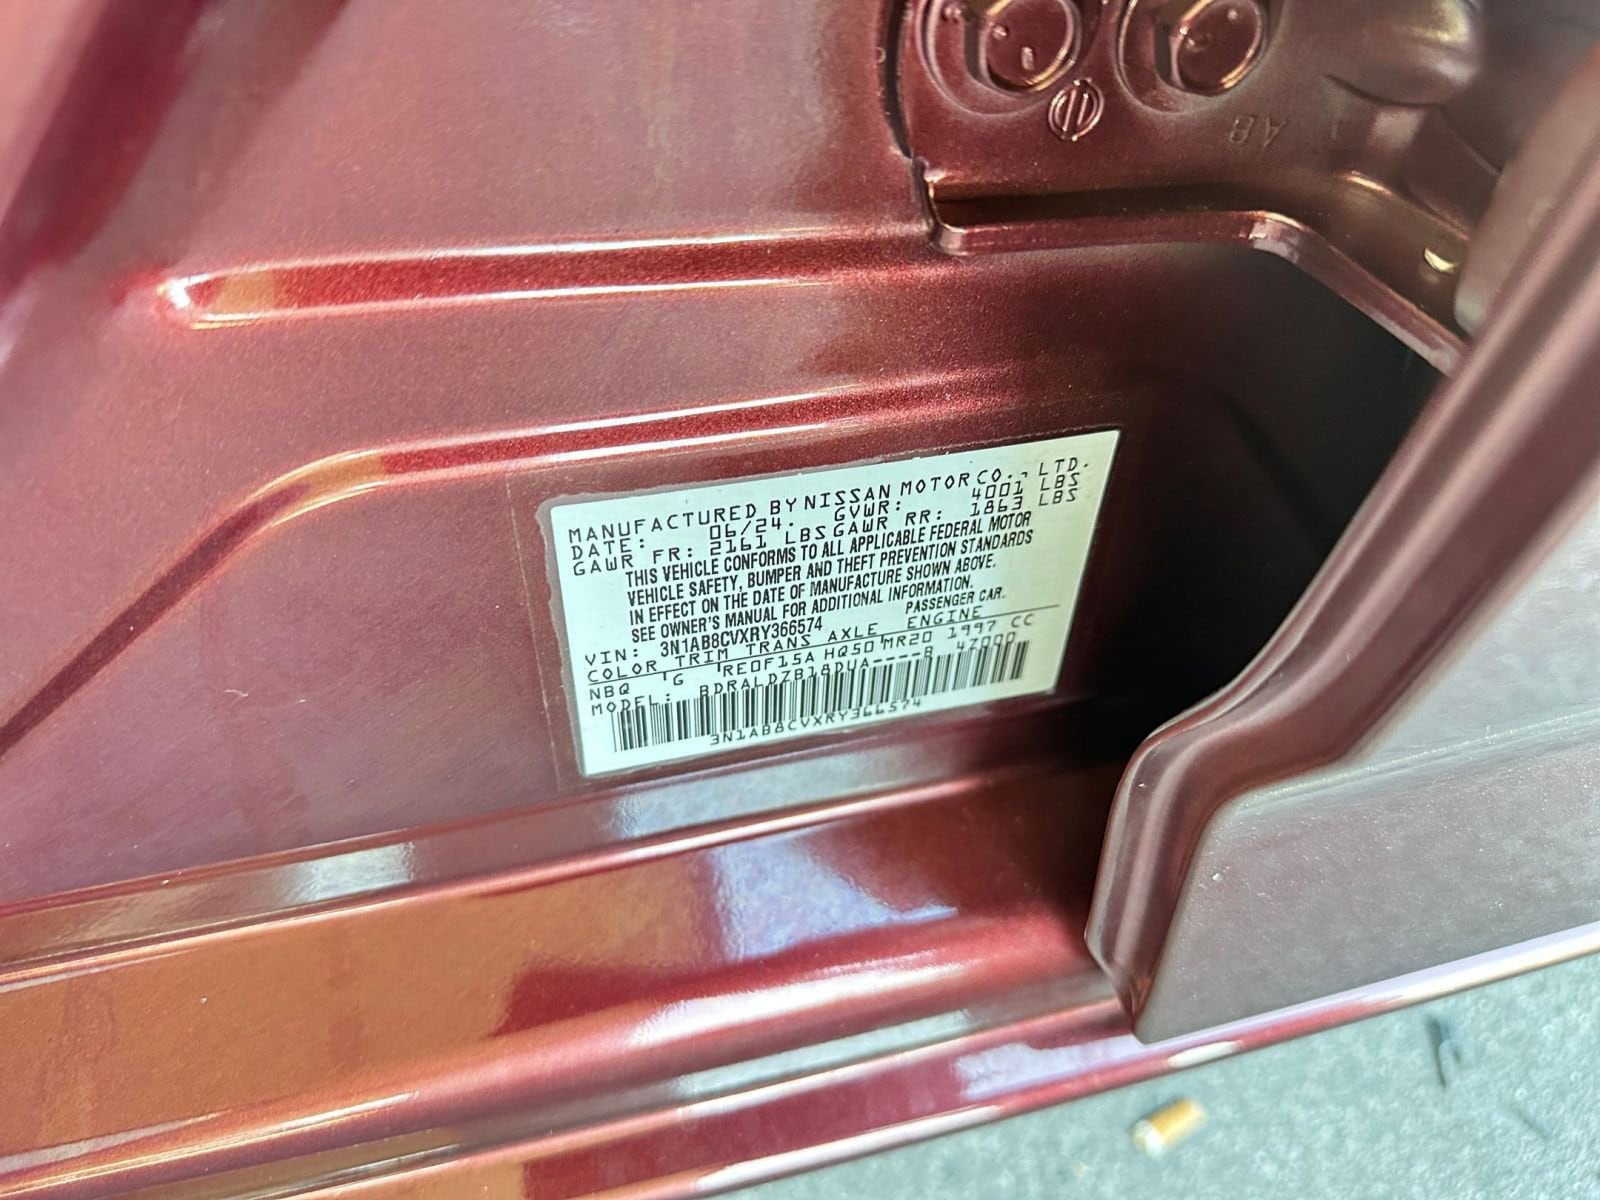 MANUFACTURED BY NISSAN MOTOR CO., LTD.
DATE: 06/24. GVWR: 4001 LBS
GAWR FR: 2161 LBS GAWR RR: 1863 LBS
THIS VEHICLE CONFORMS TO ALL APPLICABLE FEDERAL MOTOR
VEHICLE SAFETY, BUMPER AND THEFT PREVENTION STANDARDS
IN EFFECT ON THE DATE OF MANUFACTURE SHOWN ABOVE.
SEE OWNER'S MANUAL FOR ADDITIONAL INFORMATION.
VIN: 3N1AB8CVXRY366574 PASSENGER CAR.
COLOR TRIM TRANS AXLE ENGINE
NBQ G RE0F15A HQ50 MR20 1997 CC
MODEL: BDRALDZB18DUA----B 47000
3N1AB8CVXRY366574
AB